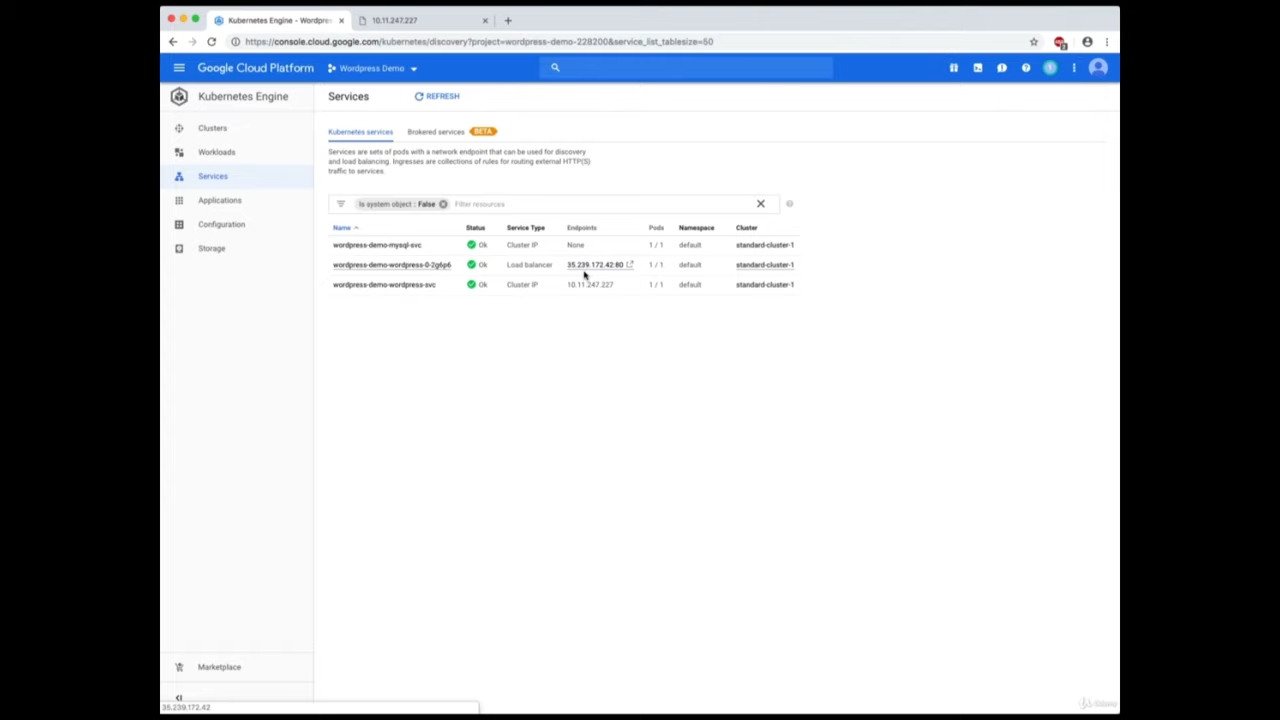 Kubernetes Engine - Wordpres
10.11.247.227
https://console.cloud.google.com/kubernetes/discovery?project=wordpress-demo-228200&service_list_tablesize=50
Google Cloud Platform
Wordpress Demo
Kubernetes Engine
Services
REFRESH
Clusters
Workloads
Services
Applications
Configuration
Storage
Kubernetes services
Brokered services BETA
Services are sets of pods with a network endpoint that can be used for discovery
and load balancing. Ingresses are collections of rules for routing external HTTP(S)
traffic to services.
Is system object : False
Filter resources
Name Status Service Type Endpoints Pods Namespace Cluster
wordpress-demo-mysql-svc Ok Cluster IP None 1 / 1 default standard-cluster-1
wordpress-demo-wordpress-0-2g6p6 Ok Load balancer 35.239.172.42:80 1 / 1 default standard-cluster-1
wordpress-demo-wordpress-svc Ok Cluster IP 10.11.247.227 1 / 1 default standard-cluster-1
Marketplace
35.239.172.42